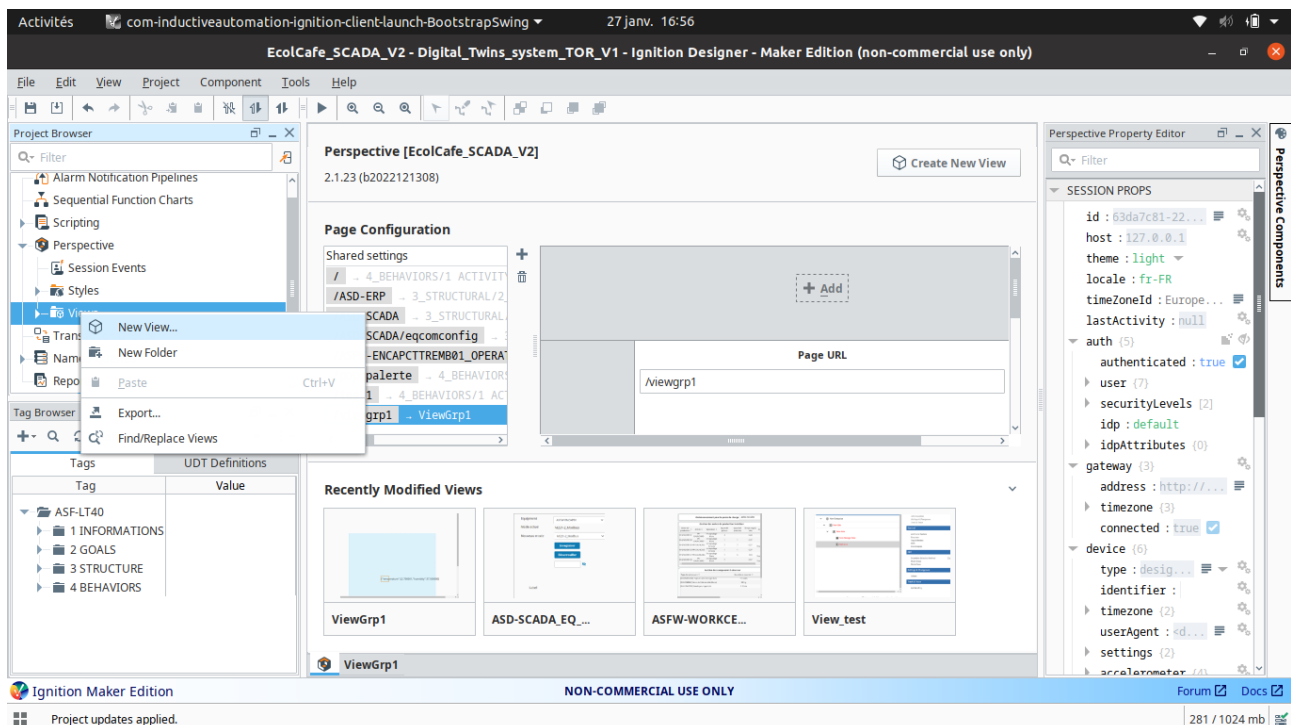 Activités com-inductiveautomation-ignition-client-launch-BootstrapSwing 27 janv. 16:56
EcolCafe_SCADA_V2 - Digital_Twins_system_TOR_V1 - Ignition Designer - Maker Edition (non-commercial use only)
File Edit View Project Component Tools Help
Project Browser
Filter
Alarm Notification Pipelines
Sequential Function Charts
Scripting
Perspective
Session Events
Styles
Trans
Nam
Repo
New View...
New Folder
Paste Ctrl+V
Export...
Find/Replace Views
Tag Browser
Tags UDT Definitions
Tag Value
ASF-LT40
1 INFORMATIONS
2 GOALS
3 STRUCTURE
4 BEHAVIORS
Perspective [EcolCafe_SCADA_V2]
2.1.23 (b2022121308)
Create New View
Page Configuration
Shared settings
/ → 4_BEHAVIORS/1 ACTIVIT
/ASD-ERP → 3_STRUCTURAL/2_
SCADA → 3_STRUCTURAL
SCADA/eqcomconfig →
-ENCAPCTTREMB01_OPERAT
palerte → 4_BEHAVIOR
1 → 4_BEHAVIORS/1 AC
grp1 → ViewGrp1
Add
Page URL
/viewgrp1
Recently Modified Views
Equipment
ViewGrp1
ASD-SCADA_EQ_...
ASFW-WORKCE...
View_test
ViewGrp1
Perspective Property Editor
Filter
SESSION PROPS
id : 63da7c81-22...
host : 127.0.0.1
theme : light
locale : fr-FR
timeZoneId : Europe...
lastActivity : null
auth {5}
authenticated : true
user {7}
securityLevels [2]
idp : default
idpAttributes {0}
gateway {3}
address : http://...
timezone {3}
connected : true
device {6}
type : desig...
identifier :
timezone {2}
userAgent : <d...
settings {2}
accelerometer {4}
Perspective Components
Ignition Maker Edition NON-COMMERCIAL USE ONLY Forum Docs
Project updates applied. 281 / 1024 mb